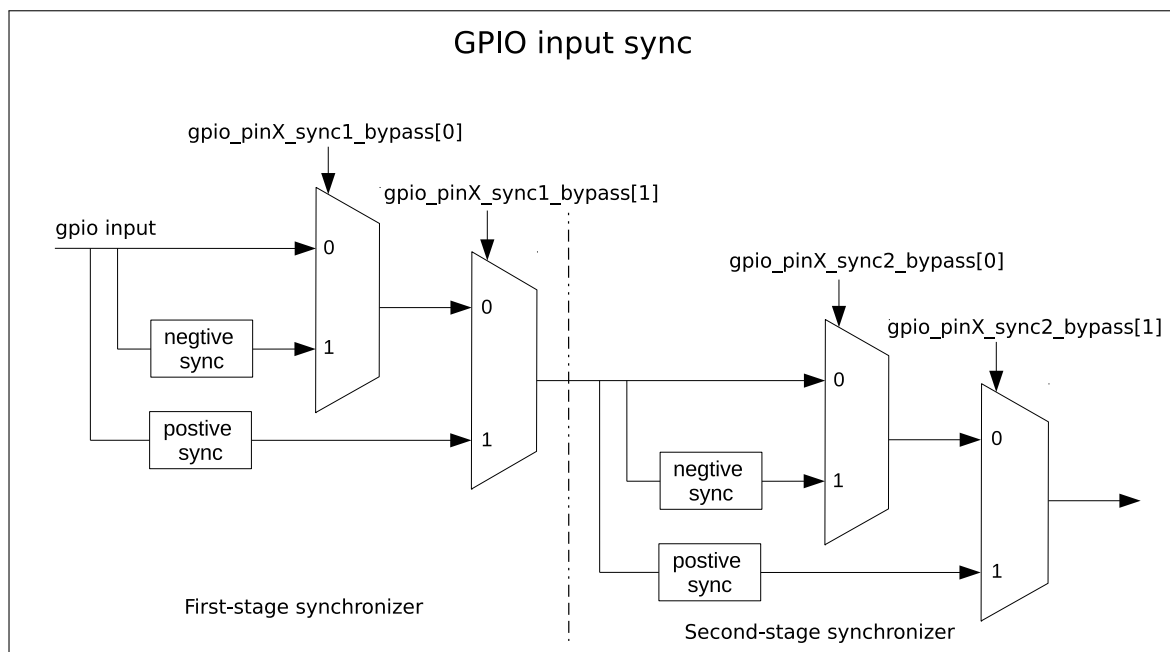 GPIO input sync
gpio_pinX_sync1_bypass[0]
gpio_pinX_sync1_bypass[1]
gpio input
0
negtive
sync
1
0
postive
sync
1
First-stage synchronizer
gpio_pinX_sync2_bypass[0]
gpio_pinX_sync2_bypass[1]
0
negtive
sync
1
0
postive
sync
1
Second-stage synchronizer